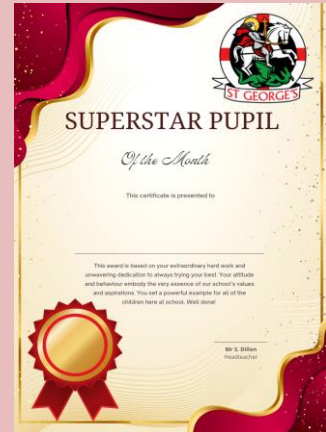 ST GEORGE'S
SUPERSTAR PUPIL
Of the Month
This certificate is presented to
This award is based on your extraordinary hard work and
unwavering dedication to always trying your best. Your attitude
and behaviour embody the very essence of our school's values
and aspirations. You set a powerful example for all of the
children here at school. Well done!
Mr S. Dillon
Headteacher